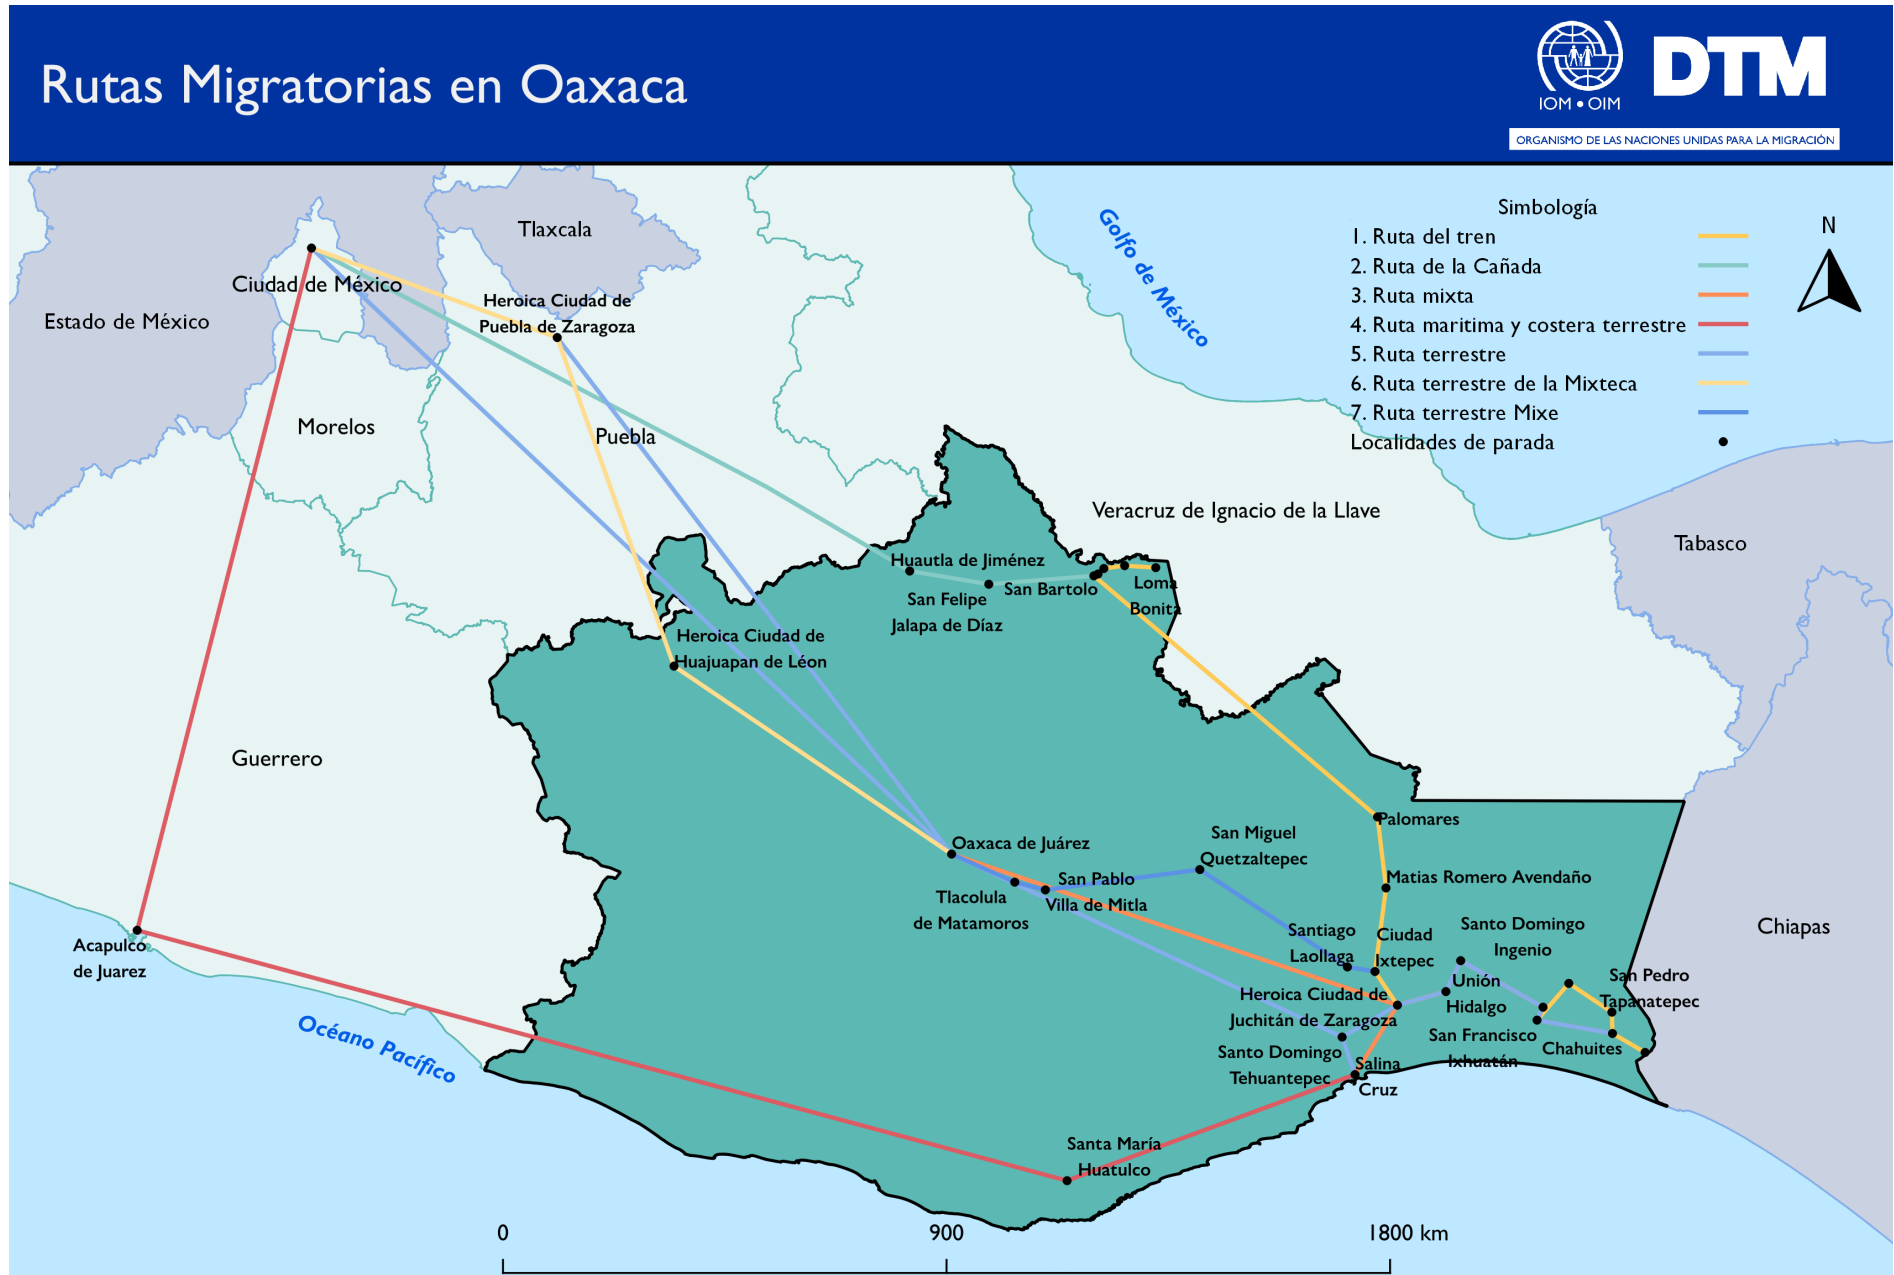 Rutas Migratorias en Oaxaca
IOM • OIM
DTM
ORGANISMO DE LAS NACIONES UNIDAS PARA LA MIGRACIÓN
Simbología
1. Ruta del tren
2. Ruta de la Cañada
3. Ruta mixta
4. Ruta maritima y costera terrestre
5. Ruta terrestre
6. Ruta terrestre de la Mixteca
7. Ruta terrestre Mixe
Localidades de parada
N
Golfo de México
Tlaxcala
Ciudad de México
Heroica Ciudad de
Puebla de Zaragoza
Estado de México
Morelos
Puebla
Veracruz de Ignacio de la Llave
Tabasco
Huautla de Jiménez
San Felipe
Jalapa de Díaz
San Bartolo
Loma
Bonita
Heroica Ciudad de
Huajuapan de Léon
Guerrero
Palomares
Oaxaca de Juárez
San Miguel
Quetzaltepec
Matias Romero Avendaño
San Pablo
Villa de Mitla
Tlacolula
de Matamoros
Santiago
Laollaga
Ciudad
Ixtepec
Santo Domingo
Ingenio
Chiapas
Acapulco
de Juarez
Unión
Hidalgo
San Pedro
Tapanatepec
Heroica Ciudad de
Juchitán de Zaragoza
San Francisco
Ixhuatán
Chahuites
Santo Domingo
Tehuantepec
Salina
Cruz
Océano Pacífico
Santa María
Huatulco
0
900
1800 km